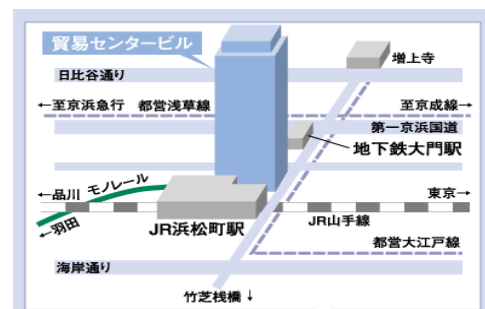 貿易センタービル
増上寺
日比谷通り
←至京浜急行 都営浅草線 至京成線→
第一京浜国道
地下鉄大門駅
←品川 モノレール 東京→
←羽田 JR浜松町駅 JR山手線
都営大江戸線
海岸通り
竹芝桟橋↓